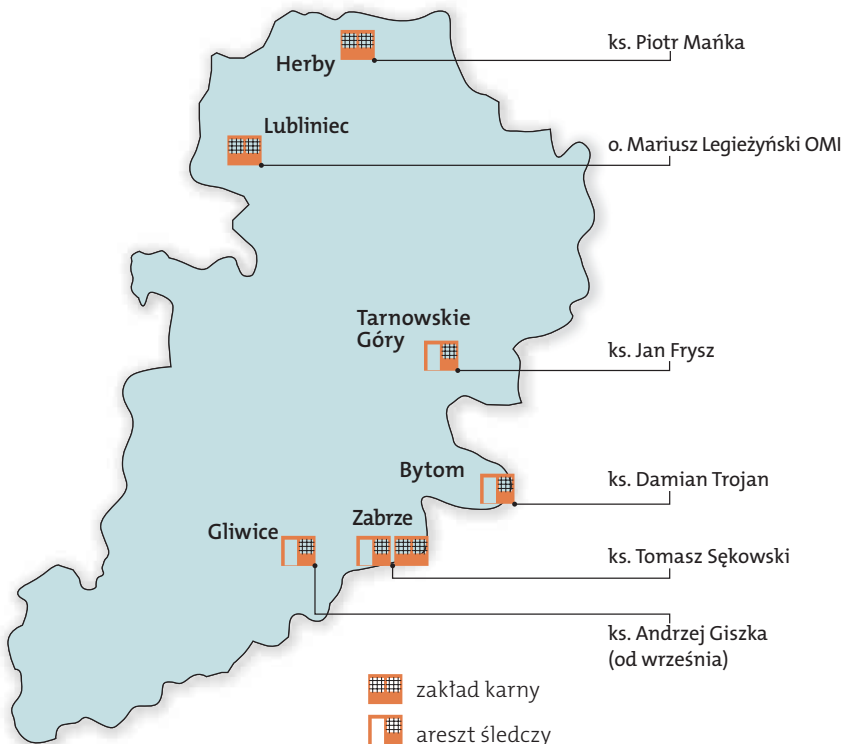 Herby
ks. Piotr Mańka
Lubliniec
o. Mariusz Legieżyński OMI
Tarnowskie
Góry
ks. Jan Frysz
Bytom
ks. Damian Trojan
Gliwice
Zabrze
ks. Tomasz Sękowski
ks. Andrzej Giszka
(od września)
zakład karny
areszt śledczy